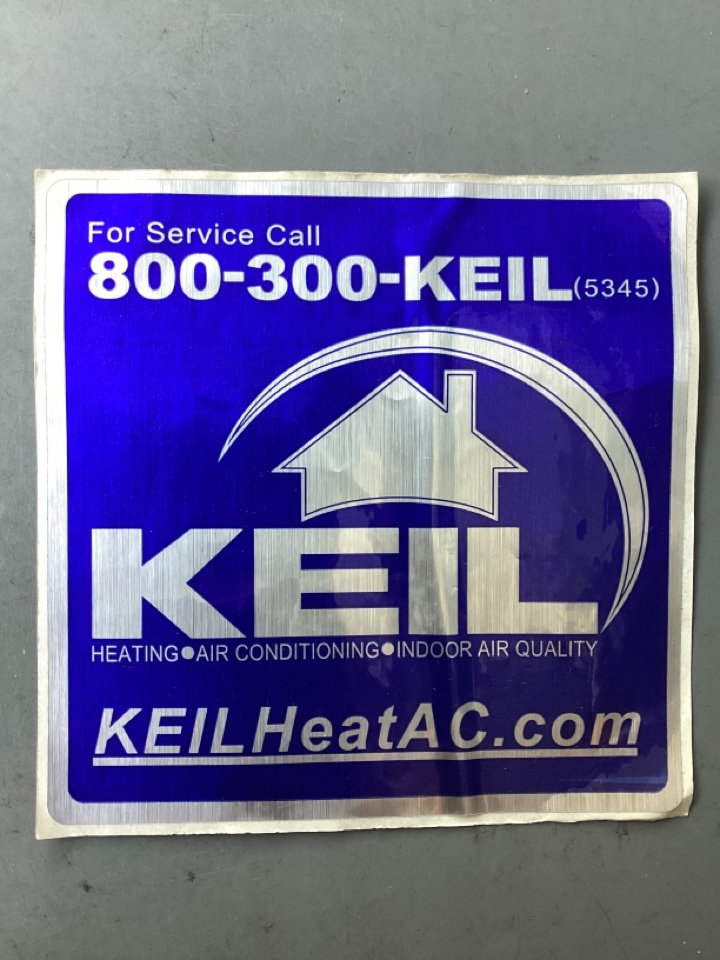 For Service Call
800-300-KEIL(5345)
KEIL
HEATING●AIR CONDITIONING●INDOOR AIR QUALITY
KEILHeatAC.com